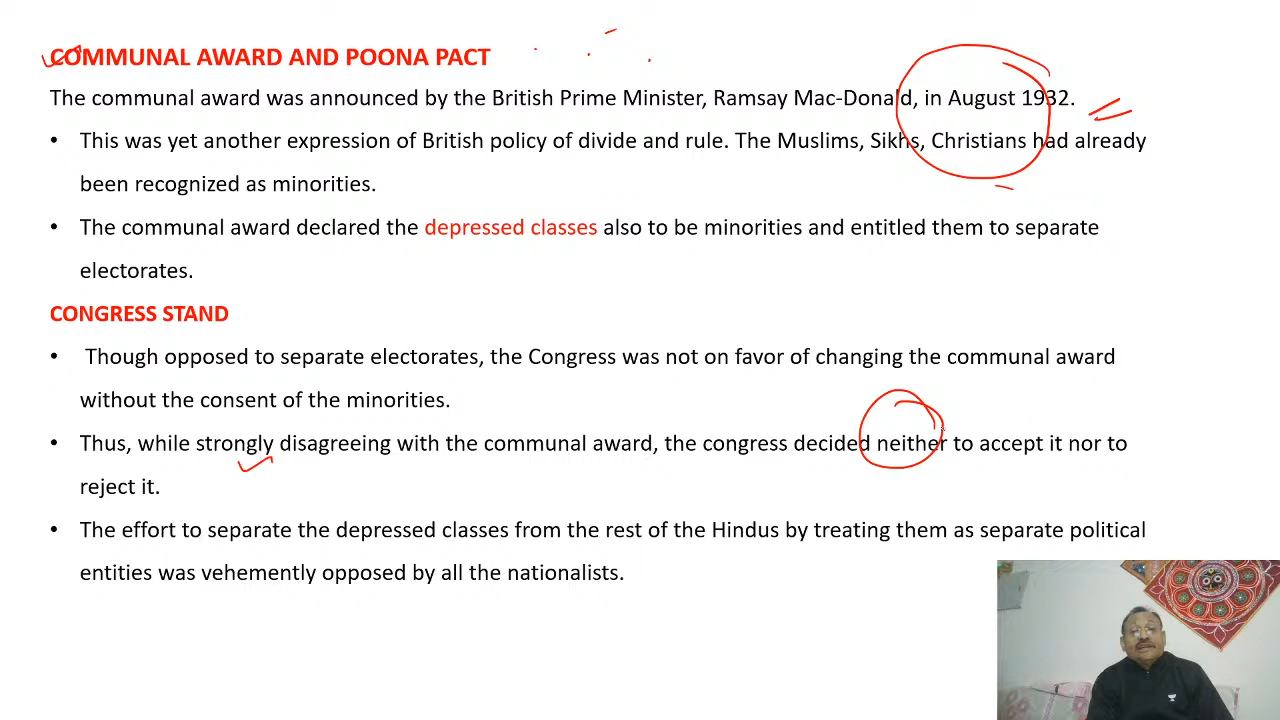 COMMUNAL AWARD AND POONA PACT
The communal award was announced by the British Prime Minister, Ramsay Mac-Donald, in August 1932.
• This was yet another expression of British policy of divide and rule. The Muslims, Sikhs, Christians had already
been recognized as minorities.
• The communal award declared the depressed classes also to be minorities and entitled them to separate
electorates.
CONGRESS STAND
• Though opposed to separate electorates, the Congress was not on favor of changing the communal award
without the consent of the minorities.
• Thus, while strongly disagreeing with the communal award, the congress decided neither to accept it nor to
reject it.
• The effort to separate the depressed classes from the rest of the Hindus by treating them as separate political
entities was vehemently opposed by all the nationalists.